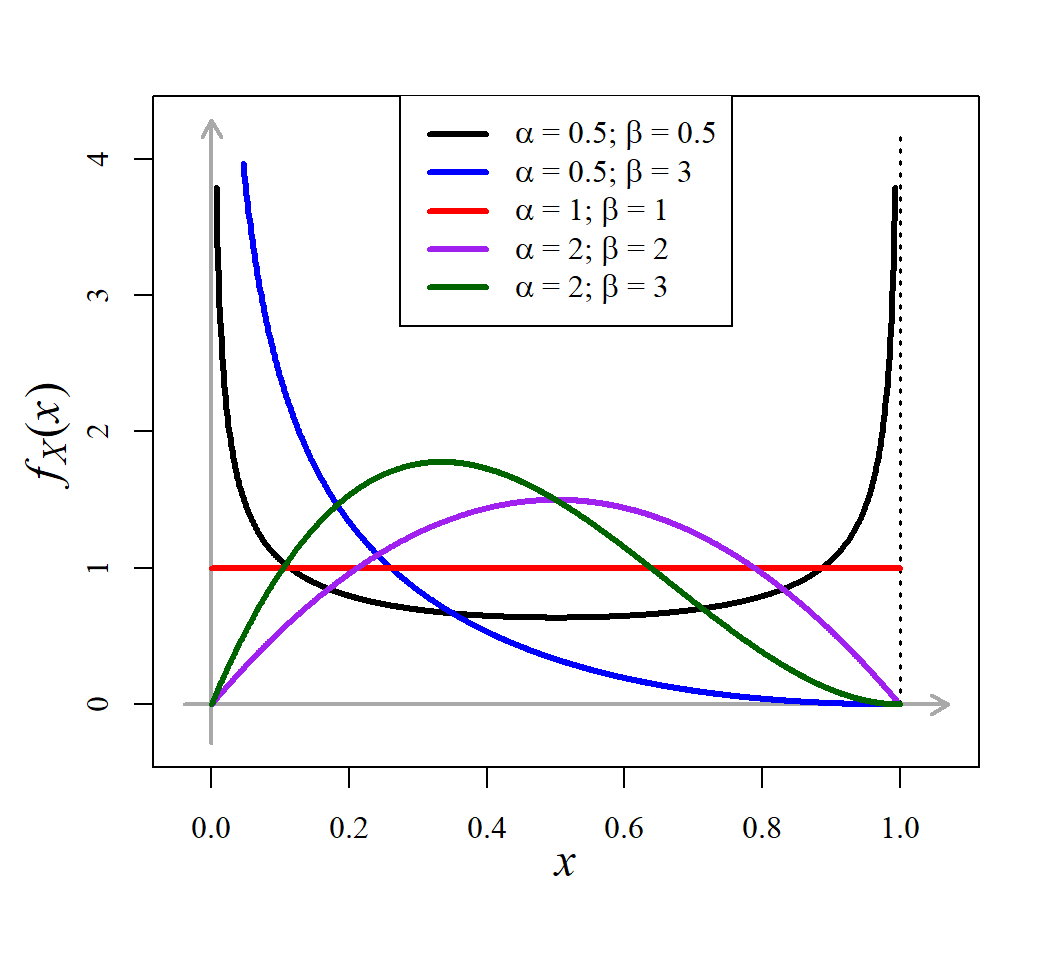 α = 0.5; β = 0.5
α = 0.5; β = 3
α = 1; β = 1
α = 2; β = 2
α = 2; β = 3
4
3
2
1
0
f_X(x)
0.0 0.2 0.4 0.6 0.8 1.0
x